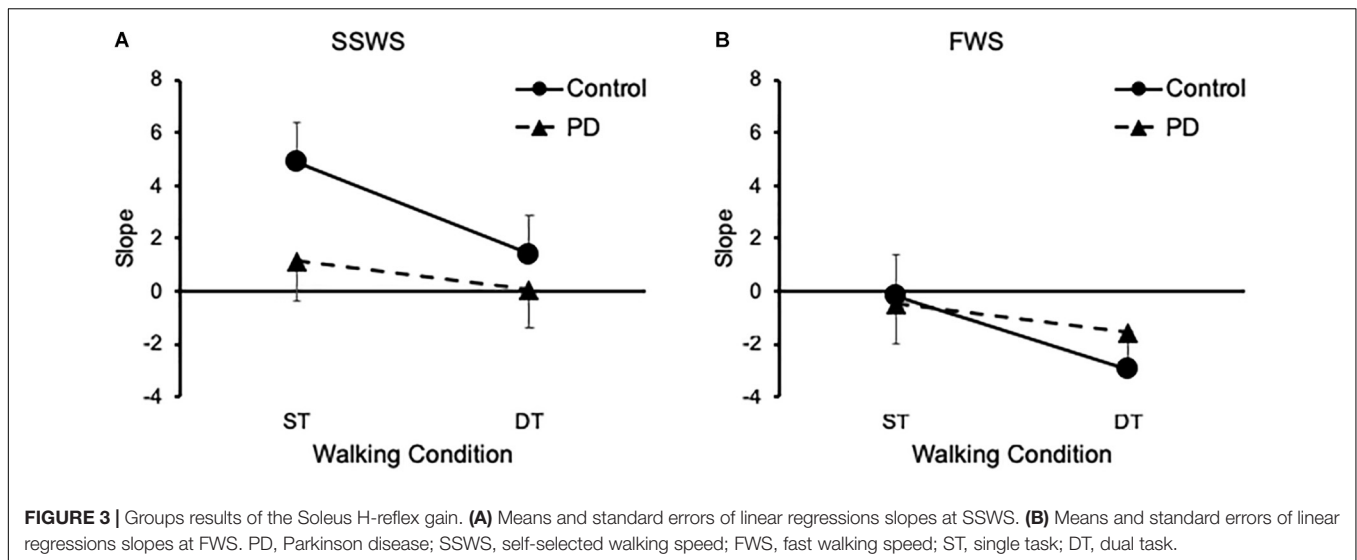 A
SSWS
8
6
4
2
0
-2
-4
Slope
Control
PD
ST
DT
Walking Condition
B
FWS
8
6
4
2
0
-2
-4
Slope
Control
PD
ST
DT
Walking Condition
FIGURE 3 | Groups results of the Soleus H-reflex gain. (A) Means and standard errors of linear regressions slopes at SSWS. (B) Means and standard errors of linear
regressions slopes at FWS. PD, Parkinson disease; SSWS, self-selected walking speed; FWS, fast walking speed; ST, single task; DT, dual task.